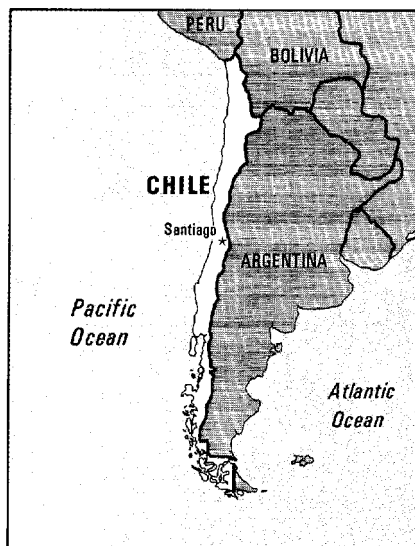 PERU
BOLIVIA
CHILE
Santiago
ARGENTINA
Pacific
Ocean
Atlantic
Ocean